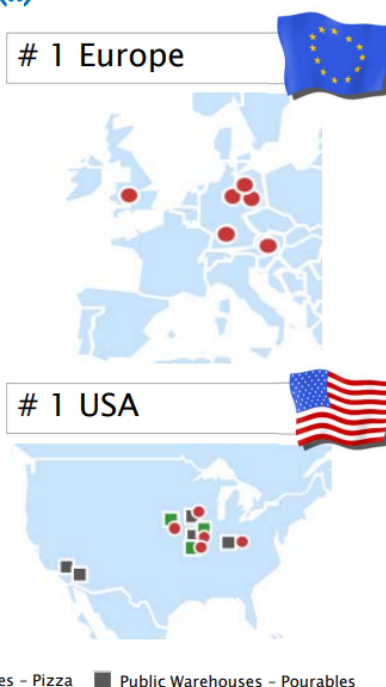 # 1 Europe
# 1 USA
es – Pizza Public Warehouses – Pourables